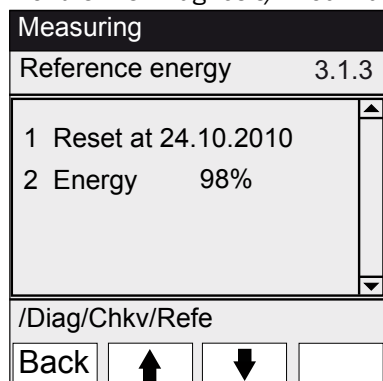 Measuring
Reference energy 3.1.3
1 Reset at 24.10.2010
2 Energy 98%
/Diag/Chkv/Refe
Back